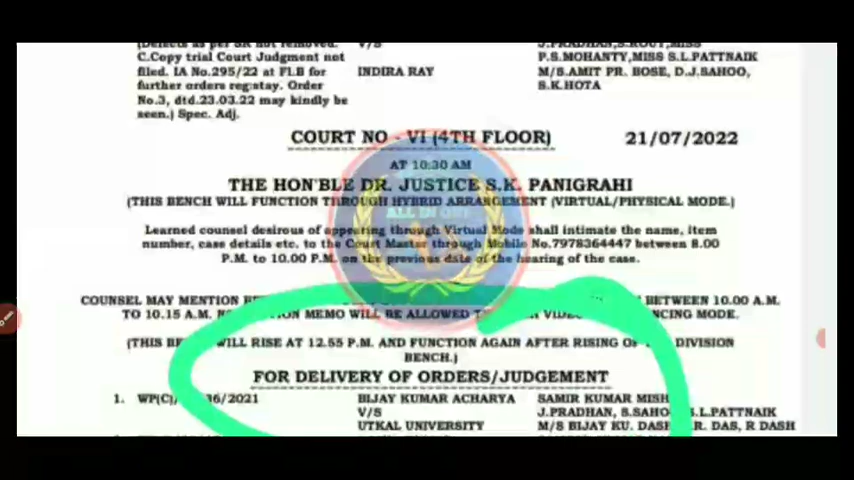 (Defects as per SR not removed. V/S J.PRADHAN,S.ROUT,MISS
C.Copy trial Court Judgment not P.S.MOHANTY,MISS S.L.PATTNAIK
filed. IA No.295/22 at Fl.B for INDIRA RAY M/S.AMIT PR. BOSE, D.J.SAHOO,
further orders reg:stay. Order S.K.HOTA
No.3, dtd.23.03.22 may kindly be
seen.) Spec. Adj.
COURT NO - VI (4TH FLOOR) 21/07/2022
AT 10:30 AM
THE HON'BLE DR. JUSTICE S.K. PANIGRAHI
(THIS BENCH WILL FUNCTION THROUGH HYBRID ARRANGEMENT (VIRTUAL/PHYSICAL MODE.)
ALL IN ONE
Learned counsel desirous of appearing through Virtual Mode shall intimate the name, item
number, case details etc. to the Court Master through Mobile No.7978364447 between 8.00
P.M. to 10.00 P.M. on the previous date of the hearing of the case.
COUNSEL MAY MENTION BETWEEN 10.00 A.M.
TO 10.15 A.M. MEMO WILL BE ALLOWED MODE.
(THIS WILL RISE AT 12.55 P.M. AND FUNCTION AGAIN AFTER RISING OF DIVISION
BENCH.)
FOR DELIVERY OF ORDERS/JUDGEMENT
1. WP(C)/ 36/2021 BIJAY KUMAR ACHARYA SAMIR KUMAR MISH
V/S J.PRADHAN, S.SAHO S.L.PATTNAIK
UTKAL UNIVERSITY M/S BIJAY KU. DASH R. DAS, R DASH